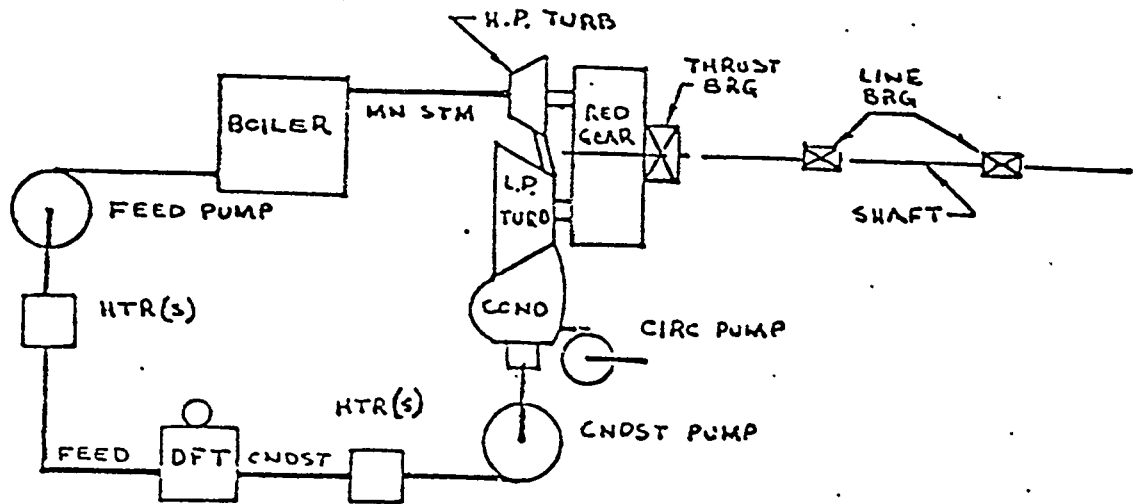 H.P. TURB
THRUST
BRG
LINE
BRG
BOILER
MN STM
RED
GEAR
L.P.
TURB
SHAFT
FEED PUMP
HTR(S)
COND
CIRC PUMP
HTR(S)
CNDST PUMP
FEED
DFT
CNDST